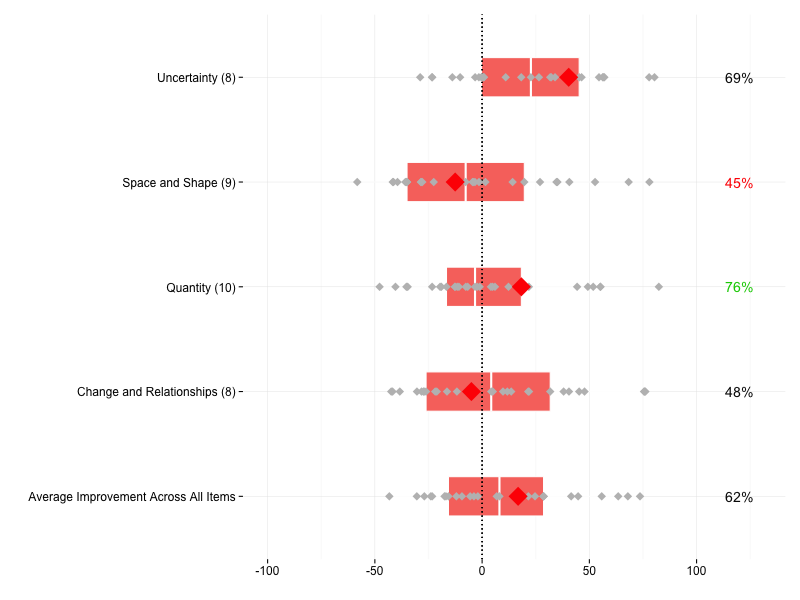 Uncertainty (8) 69%
Space and Shape (9) 45%
Quantity (10) 76%
Change and Relationships (8) 48%
Average Improvement Across All Items 62%
-100 -50 0 50 100